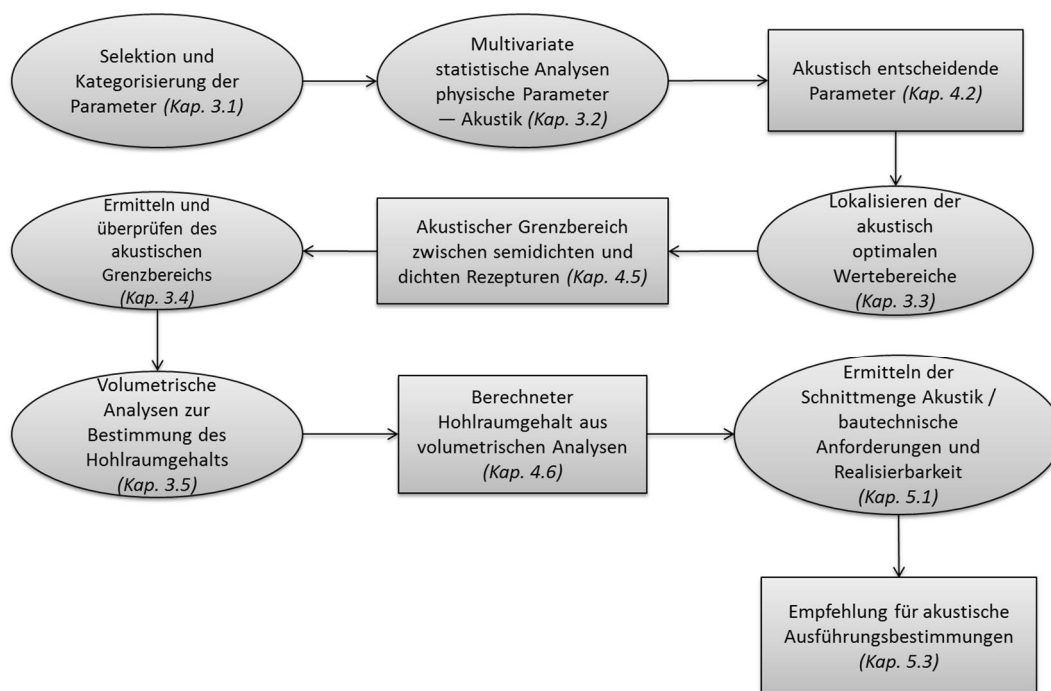 Selektion und
Kategorisierung der
Parameter (Kap. 3.1)
Multivariate
statistische Analysen
physische Parameter
— Akustik (Kap. 3.2)
Akustisch entscheidende
Parameter (Kap. 4.2)
Lokalisieren der
akustisch
optimalen
Wertebereiche
(Kap. 3.3)
Akustischer Grenzbereich
zwischen semidichten und
dichten Rezepturen (Kap. 4.5)
Ermitteln und
überprüfen des
akustischen
Grenzbereichs
(Kap. 3.4)
Volumetrische
Analysen zur
Bestimmung des
Hohlraumgehalts
(Kap. 3.5)
Berechneter
Hohlraumgehalt aus
volumetrischen Analysen
(Kap. 4.6)
Ermitteln der
Schnittmenge Akustik /
bautechnische
Anforderungen und
Realisierbarkeit
(Kap. 5.1)
Empfehlung für akustische
Ausführungsbestimmungen
(Kap. 5.3)